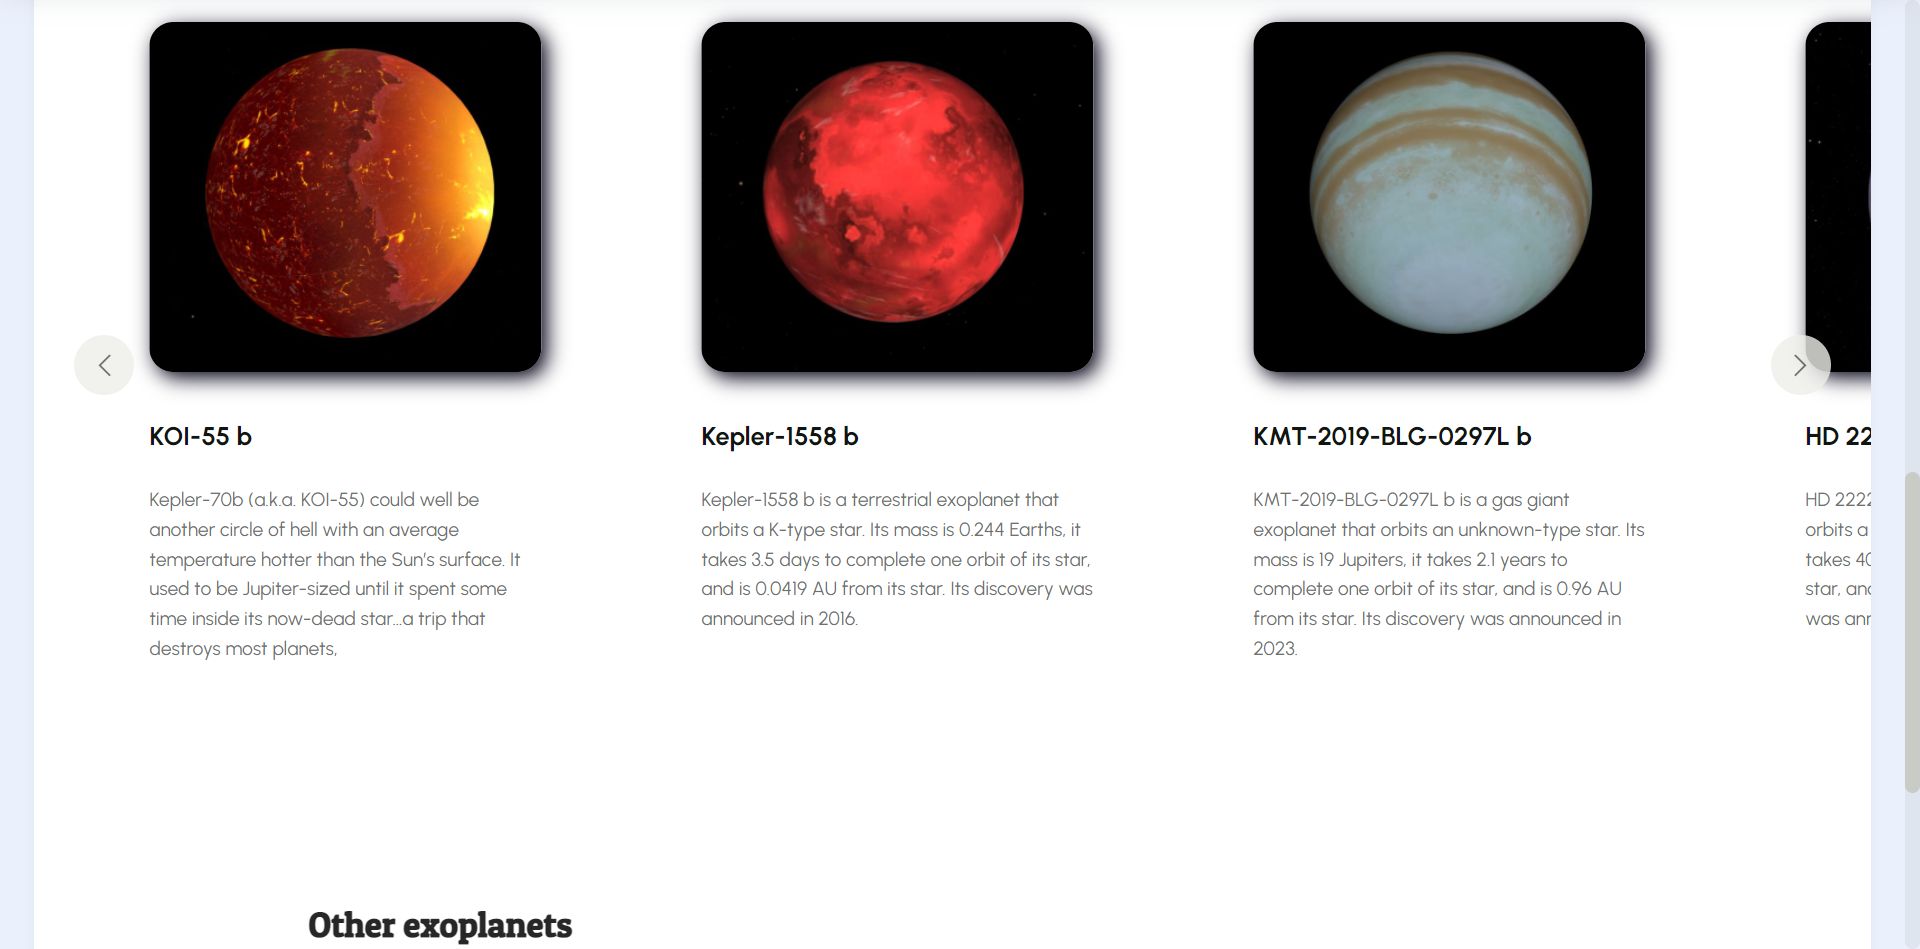 KOI-55 b
Kepler-70b (a.k.a. KOI-55) could well be
another circle of hell with an average
temperature hotter than the Sun's surface. It
used to be Jupiter-sized until it spent some
time inside its now-dead star...a trip that
destroys most planets,
Kepler-1558 b
Kepler-1558 b is a terrestrial exoplanet that
orbits a K-type star. Its mass is 0.244 Earths, it
takes 3.5 days to complete one orbit of its star,
and is 0.0419 AU from its star. Its discovery was
announced in 2016.
KMT-2019-BLG-0297L b
KMT-2019-BLG-0297L b is a gas giant
exoplanet that orbits an unknown-type star. Its
mass is 19 Jupiters, it takes 2.1 years to
complete one orbit of its star, and is 0.96 AU
from its star. Its discovery was announced in
2023.
HD 22
HD 2222
orbits a
takes 40
star, and
was ann
Other exoplanets